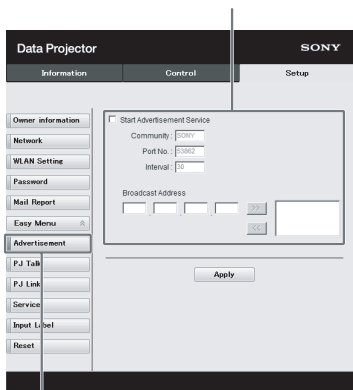 Data Projector
SONY
Information
Control
Setup
Owner information
Network
WLAN Setting
Password
Mail Report
Easy Menu
Advertisement
PJ Talk
PJ Link
Service
Input Label
Reset
Start Advertisement Service
Community : SONY
Port No. : 53862
Interval : 30
Broadcast Address
>>
<<
Apply